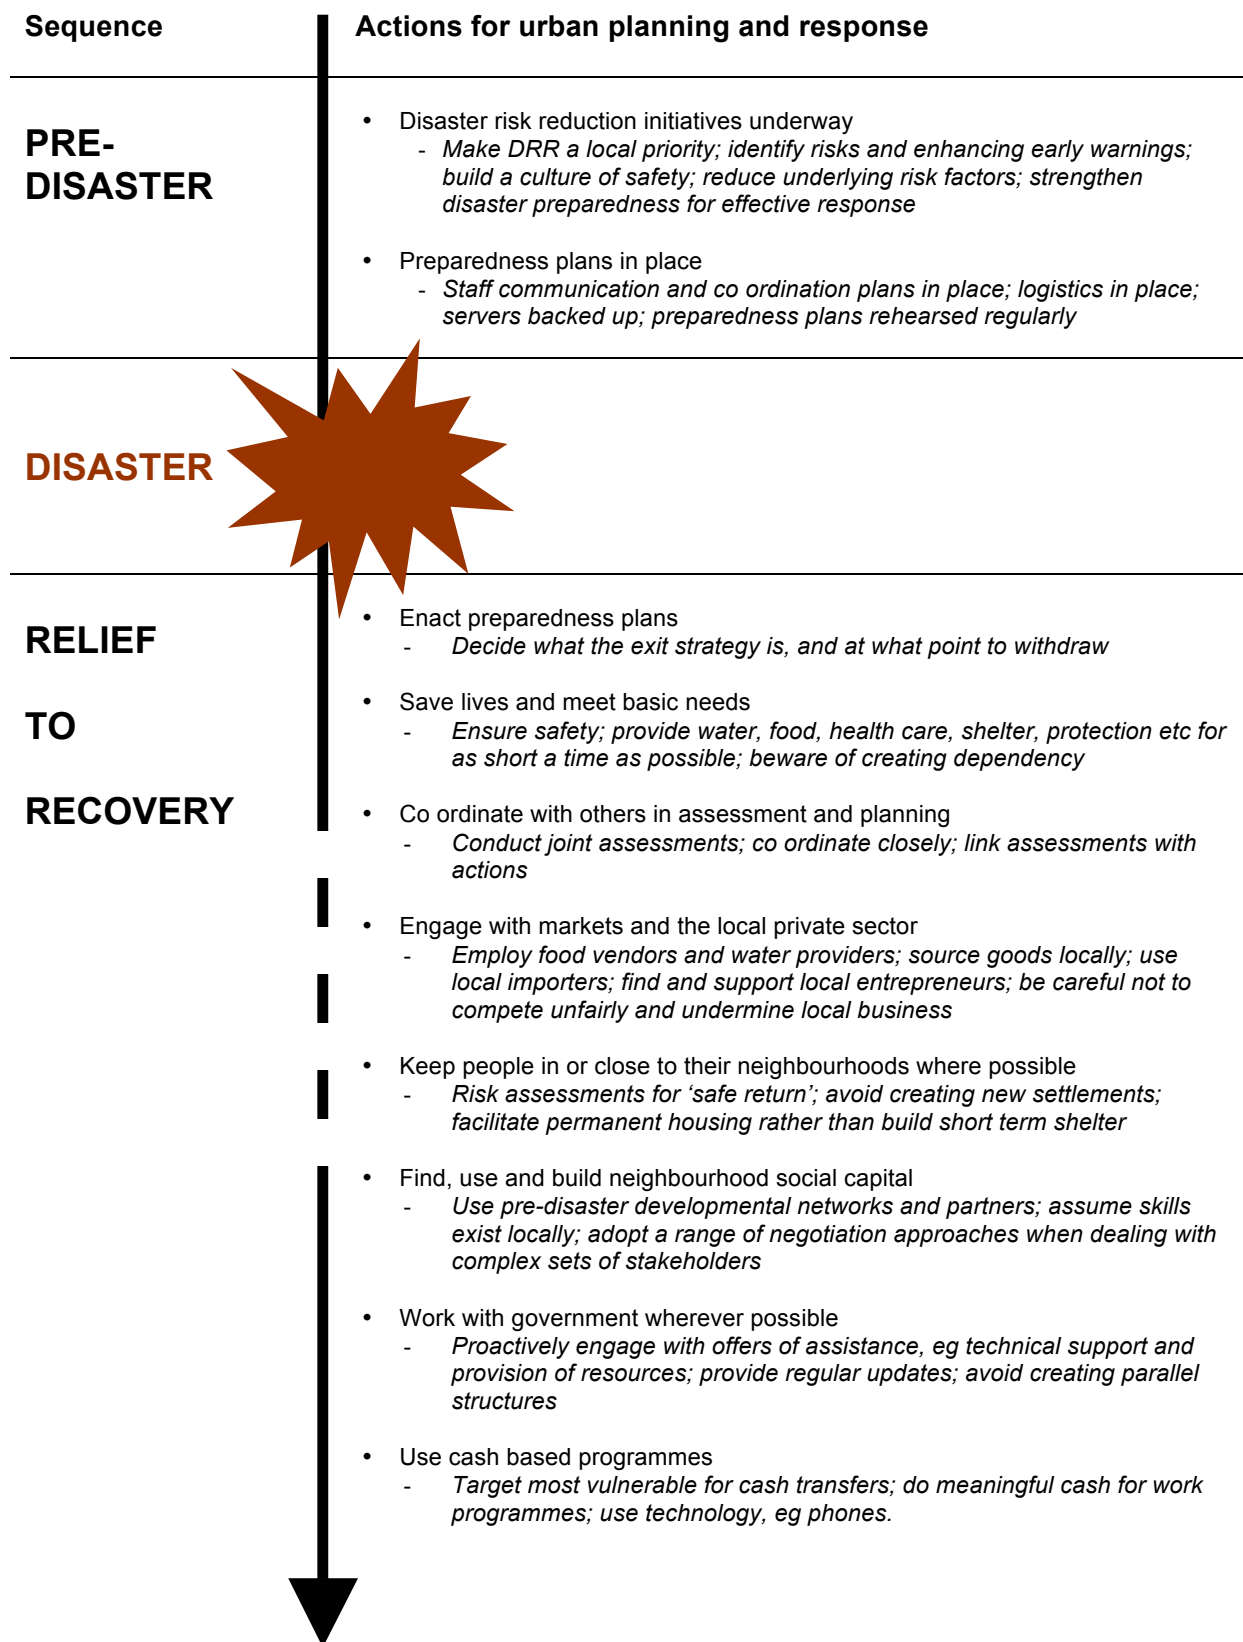 Sequence
Actions for urban planning and response
PRE-
DISASTER
• Disaster risk reduction initiatives underway
- Make DRR a local priority; identify risks and enhancing early warnings;
build a culture of safety; reduce underlying risk factors; strengthen
disaster preparedness for effective response
• Preparedness plans in place
- Staff communication and co ordination plans in place; logistics in place;
servers backed up; preparedness plans rehearsed regularly
DISASTER
RELIEF
TO
RECOVERY
• Enact preparedness plans
- Decide what the exit strategy is, and at what point to withdraw
• Save lives and meet basic needs
- Ensure safety; provide water, food, health care, shelter, protection etc for
as short a time as possible; beware of creating dependency
• Co ordinate with others in assessment and planning
- Conduct joint assessments; co ordinate closely; link assessments with
actions
• Engage with markets and the local private sector
- Employ food vendors and water providers; source goods locally; use
local importers; find and support local entrepreneurs; be careful not to
compete unfairly and undermine local business
• Keep people in or close to their neighbourhoods where possible
- Risk assessments for ‘safe return’; avoid creating new settlements;
facilitate permanent housing rather than build short term shelter
• Find, use and build neighbourhood social capital
- Use pre-disaster developmental networks and partners; assume skills
exist locally; adopt a range of negotiation approaches when dealing with
complex sets of stakeholders
• Work with government wherever possible
- Proactively engage with offers of assistance, eg technical support and
provision of resources; provide regular updates; avoid creating parallel
structures
• Use cash based programmes
- Target most vulnerable for cash transfers; do meaningful cash for work
programmes; use technology, eg phones.